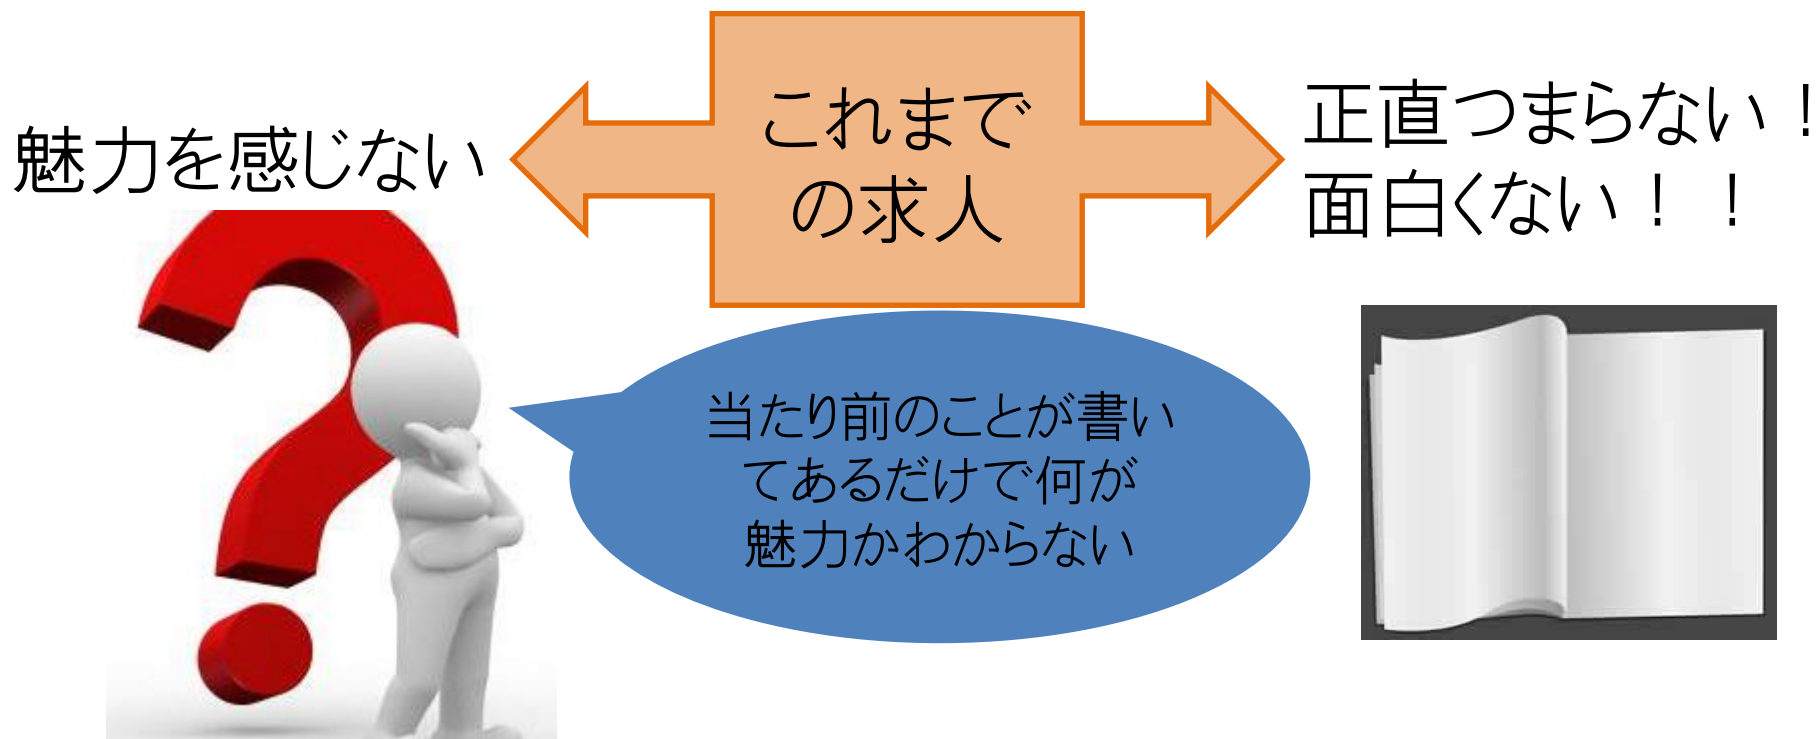 魅力を感じない
これまで
の求人
正直つまらない！
面白くない！！
当たり前のことが書い
てあるだけで何が
魅力かわからない